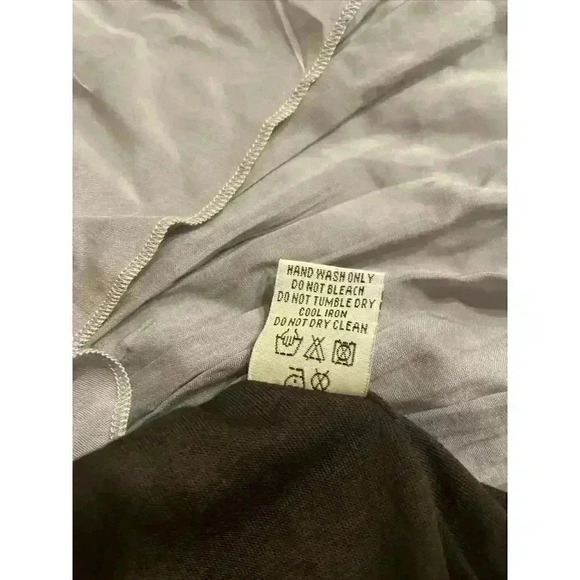 HAND WASH ONLY
DO NOT BLEACH
DO NOT TUMBLE DRY
COOL IRON
DO NOT DRY CLEAN